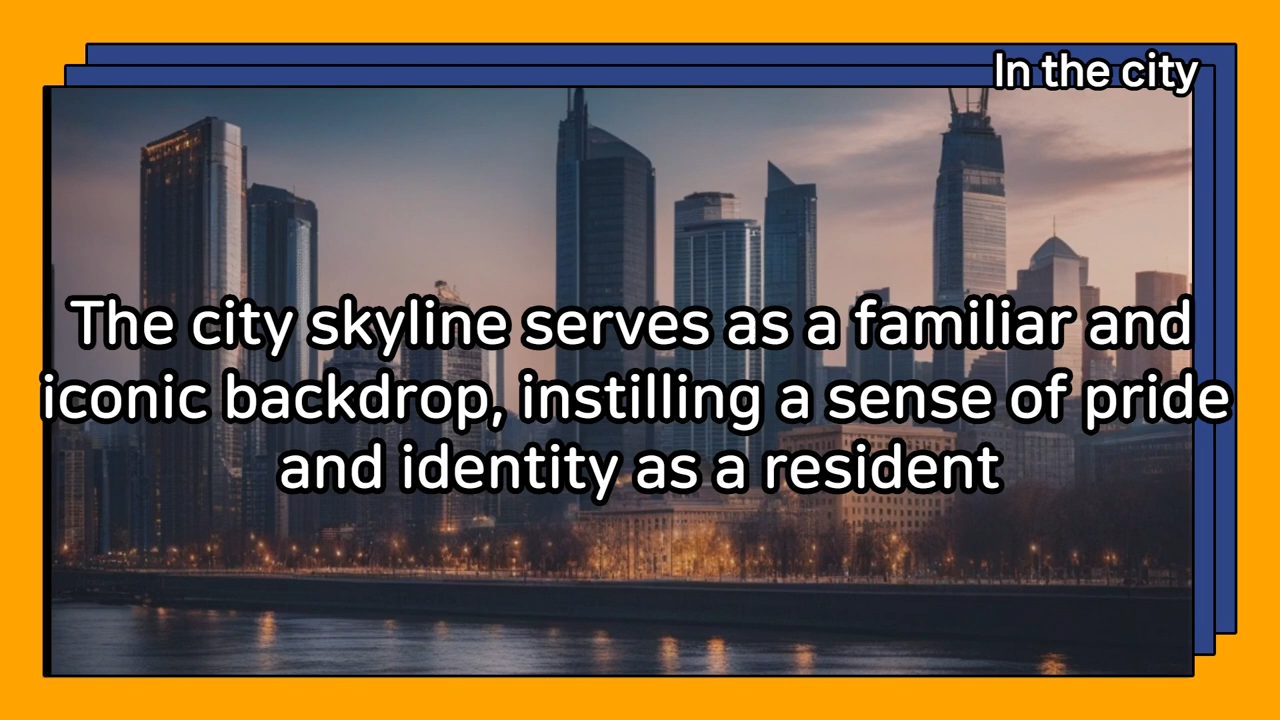 In the city
The city skyline serves as a familiar and
iconic backdrop, instilling a sense of pride
and identity as a resident